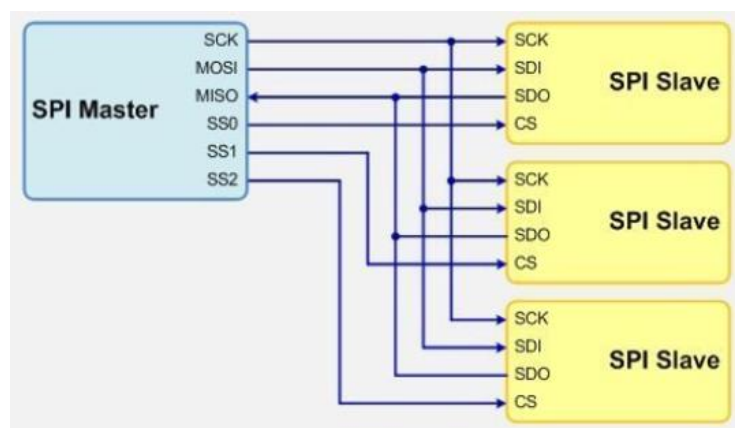 SPI Master
SCK
MOSI
MISO
SS0
SS1
SS2
SCK
SDI
SDO
CS
SPI Slave
SCK
SDI
SDO
CS
SPI Slave
SCK
SDI
SDO
CS
SPI Slave